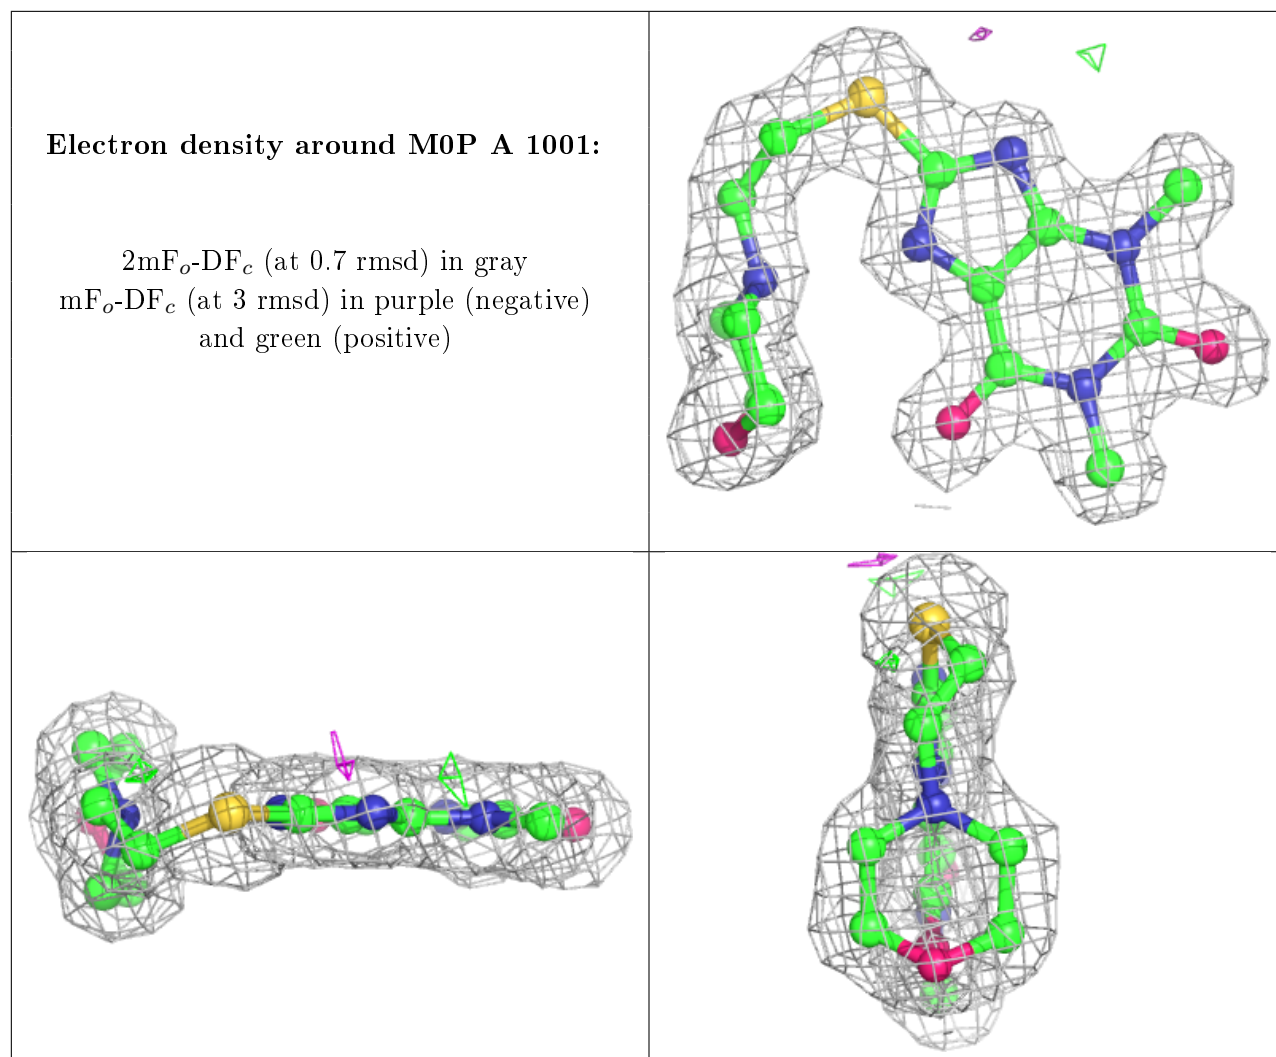 Electron density around M0P A 1001:
2mFo-DFc (at 0.7 rmsd) in gray
mFo-DFc (at 3 rmsd) in purple (negative)
and green (positive)